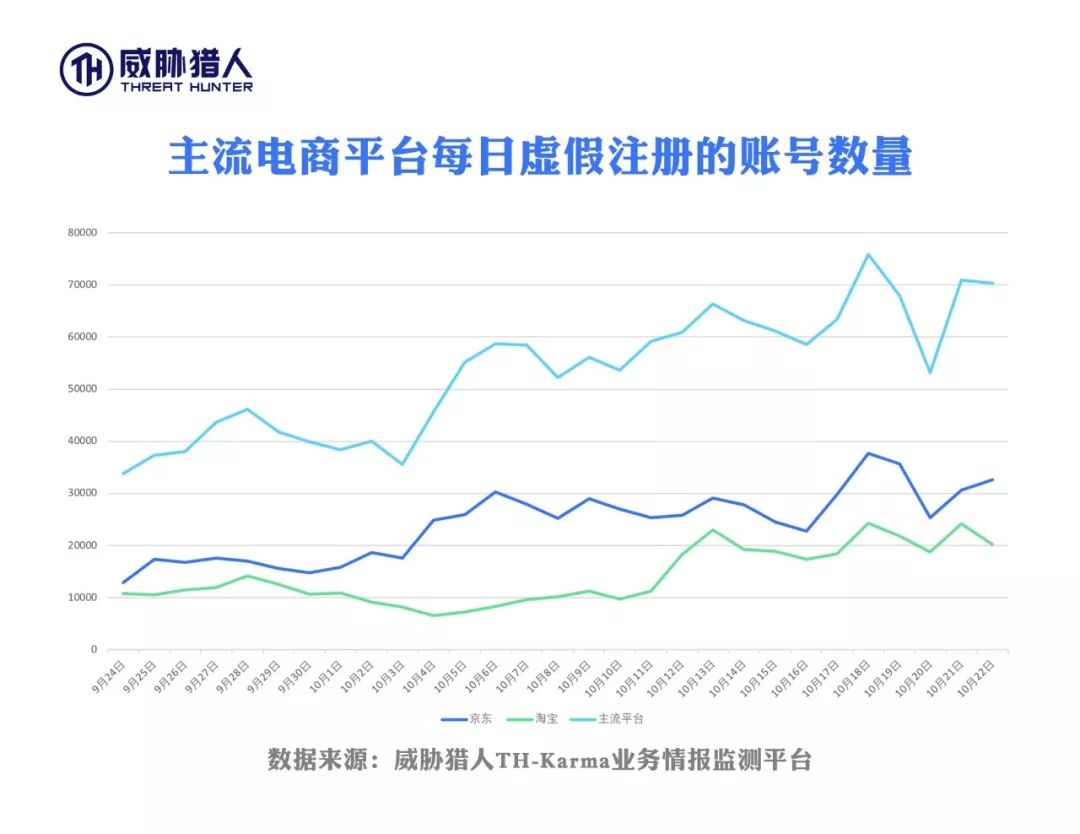 TH 威胁猎人
THREAT HUNTER
主流电商平台每日虚假注册的账号数量
80000
70000
60000
50000
40000
30000
20000
10000
0
9月24日 9月25日 9月26日 9月27日 9月28日 9月29日 9月30日 10月1日 10月2日 10月3日 10月4日 10月5日 10月6日 10月7日 10月8日 10月9日 10月10日 10月11日 10月12日 10月13日 10月14日 10月15日 10月16日 10月17日 10月18日 10月19日 10月20日 10月21日 10月22日
京东 淘宝 主流平台
数据来源：威胁猎人TH-Karma业务情报监测平台